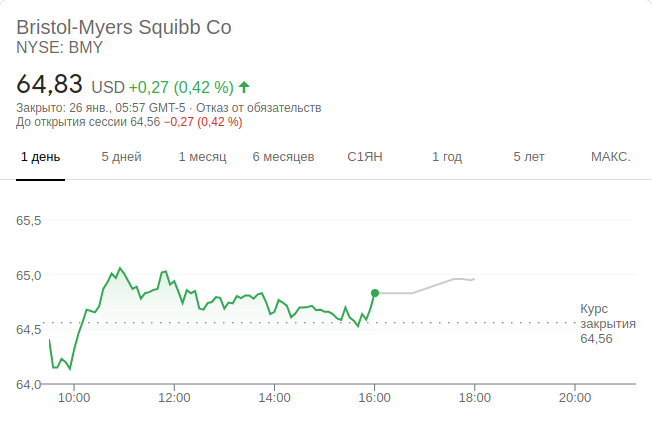 Bristol-Myers Squibb Co
NYSE: BMY
64,83 USD +0,27 (0,42 %)
Закрыто: 26 янв., 05:57 GMT-5 · Отказ от обязательств
До открытия сессии 64,56 −0,27 (0,42 %)
1 день 5 дней 1 месяц 6 месяцев С1ЯН 1 год 5 лет МАКС.
65,5
65,0
64,5
64,0
Курс
закрытия
64,56
10:00 12:00 14:00 16:00 18:00 20:00